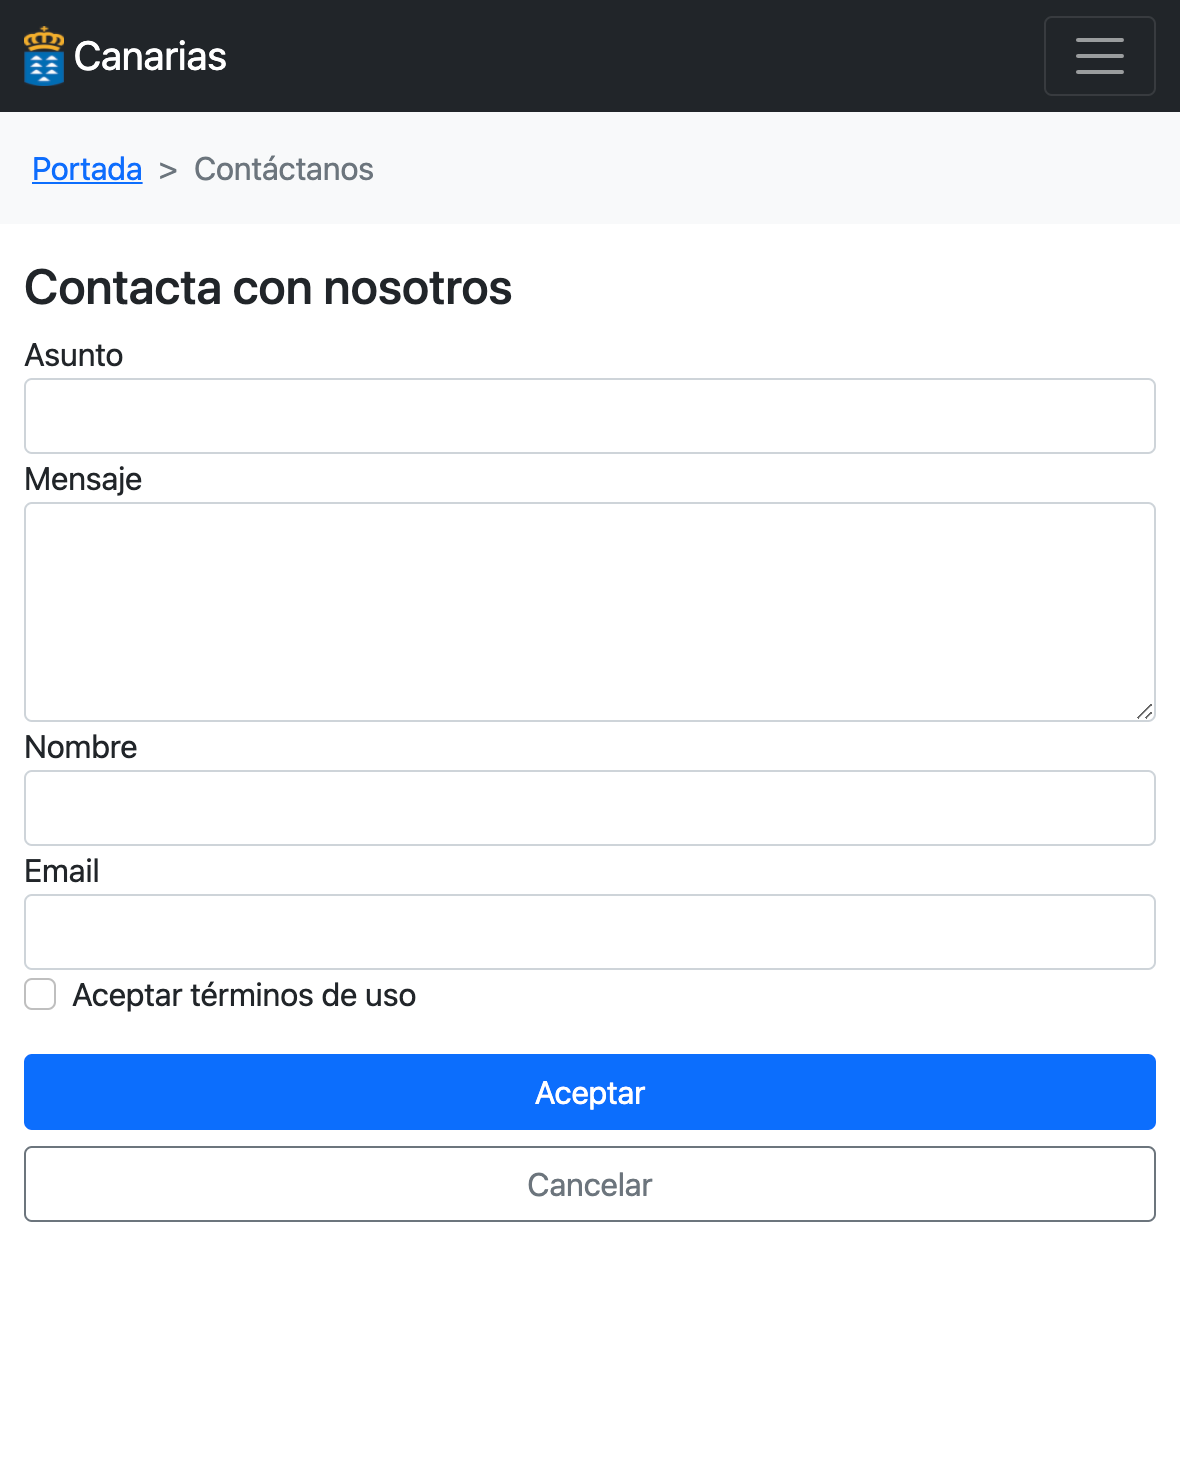 Canarias
Portada > Contáctanos
Contacta con nosotros
Asunto
Mensaje
Nombre
Email
Aceptar términos de uso
Aceptar
Cancelar